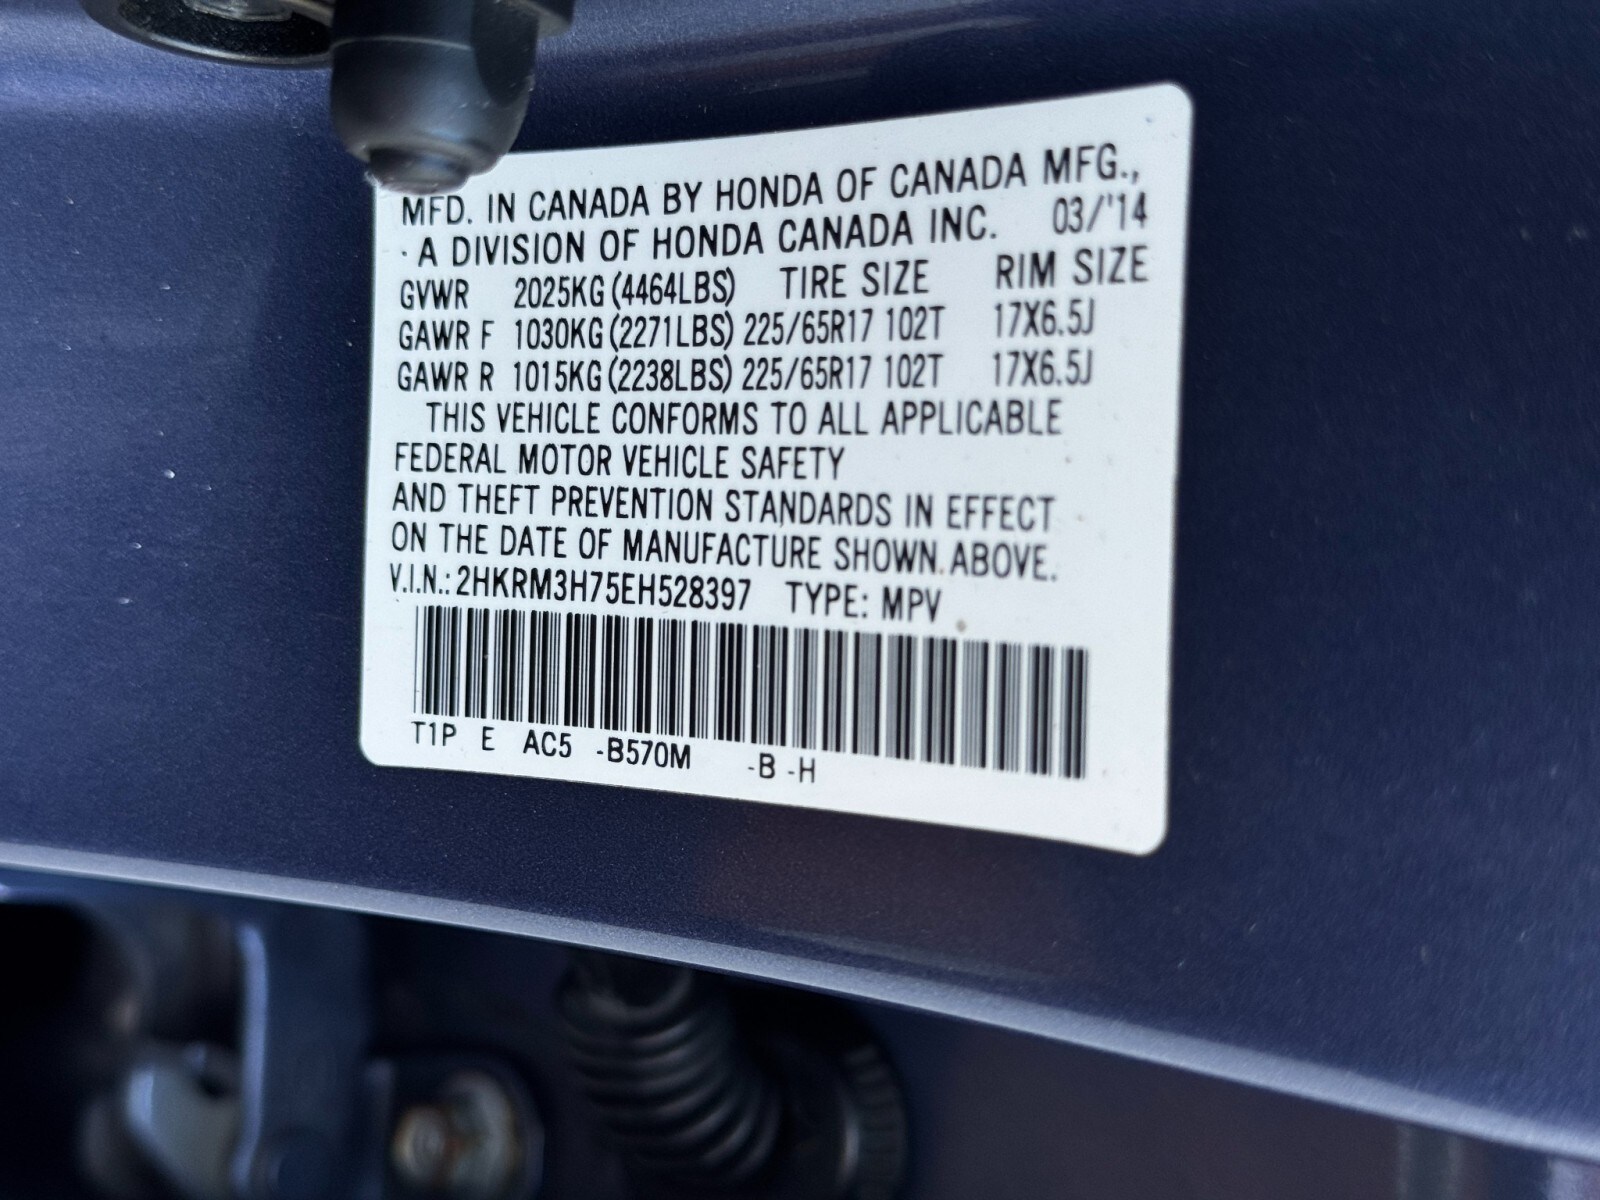 MFD. IN CANADA BY HONDA OF CANADA MFG.,
· A DIVISION OF HONDA CANADA INC. 03/'14
GVWR 2025KG (4464LBS) TIRE SIZE RIM SIZE
GAWR F 1030KG (2271LBS) 225/65R17 102T 17X6.5J
GAWR R 1015KG (2238LBS) 225/65R17 102T 17X6.5J
THIS VEHICLE CONFORMS TO ALL APPLICABLE
FEDERAL MOTOR VEHICLE SAFETY
AND THEFT PREVENTION STANDARDS IN EFFECT
ON THE DATE OF MANUFACTURE SHOWN ABOVE.
V.I.N.: 2HKRM3H75EH528397 TYPE: MPV
T1P E AC5 -B570M -B -H